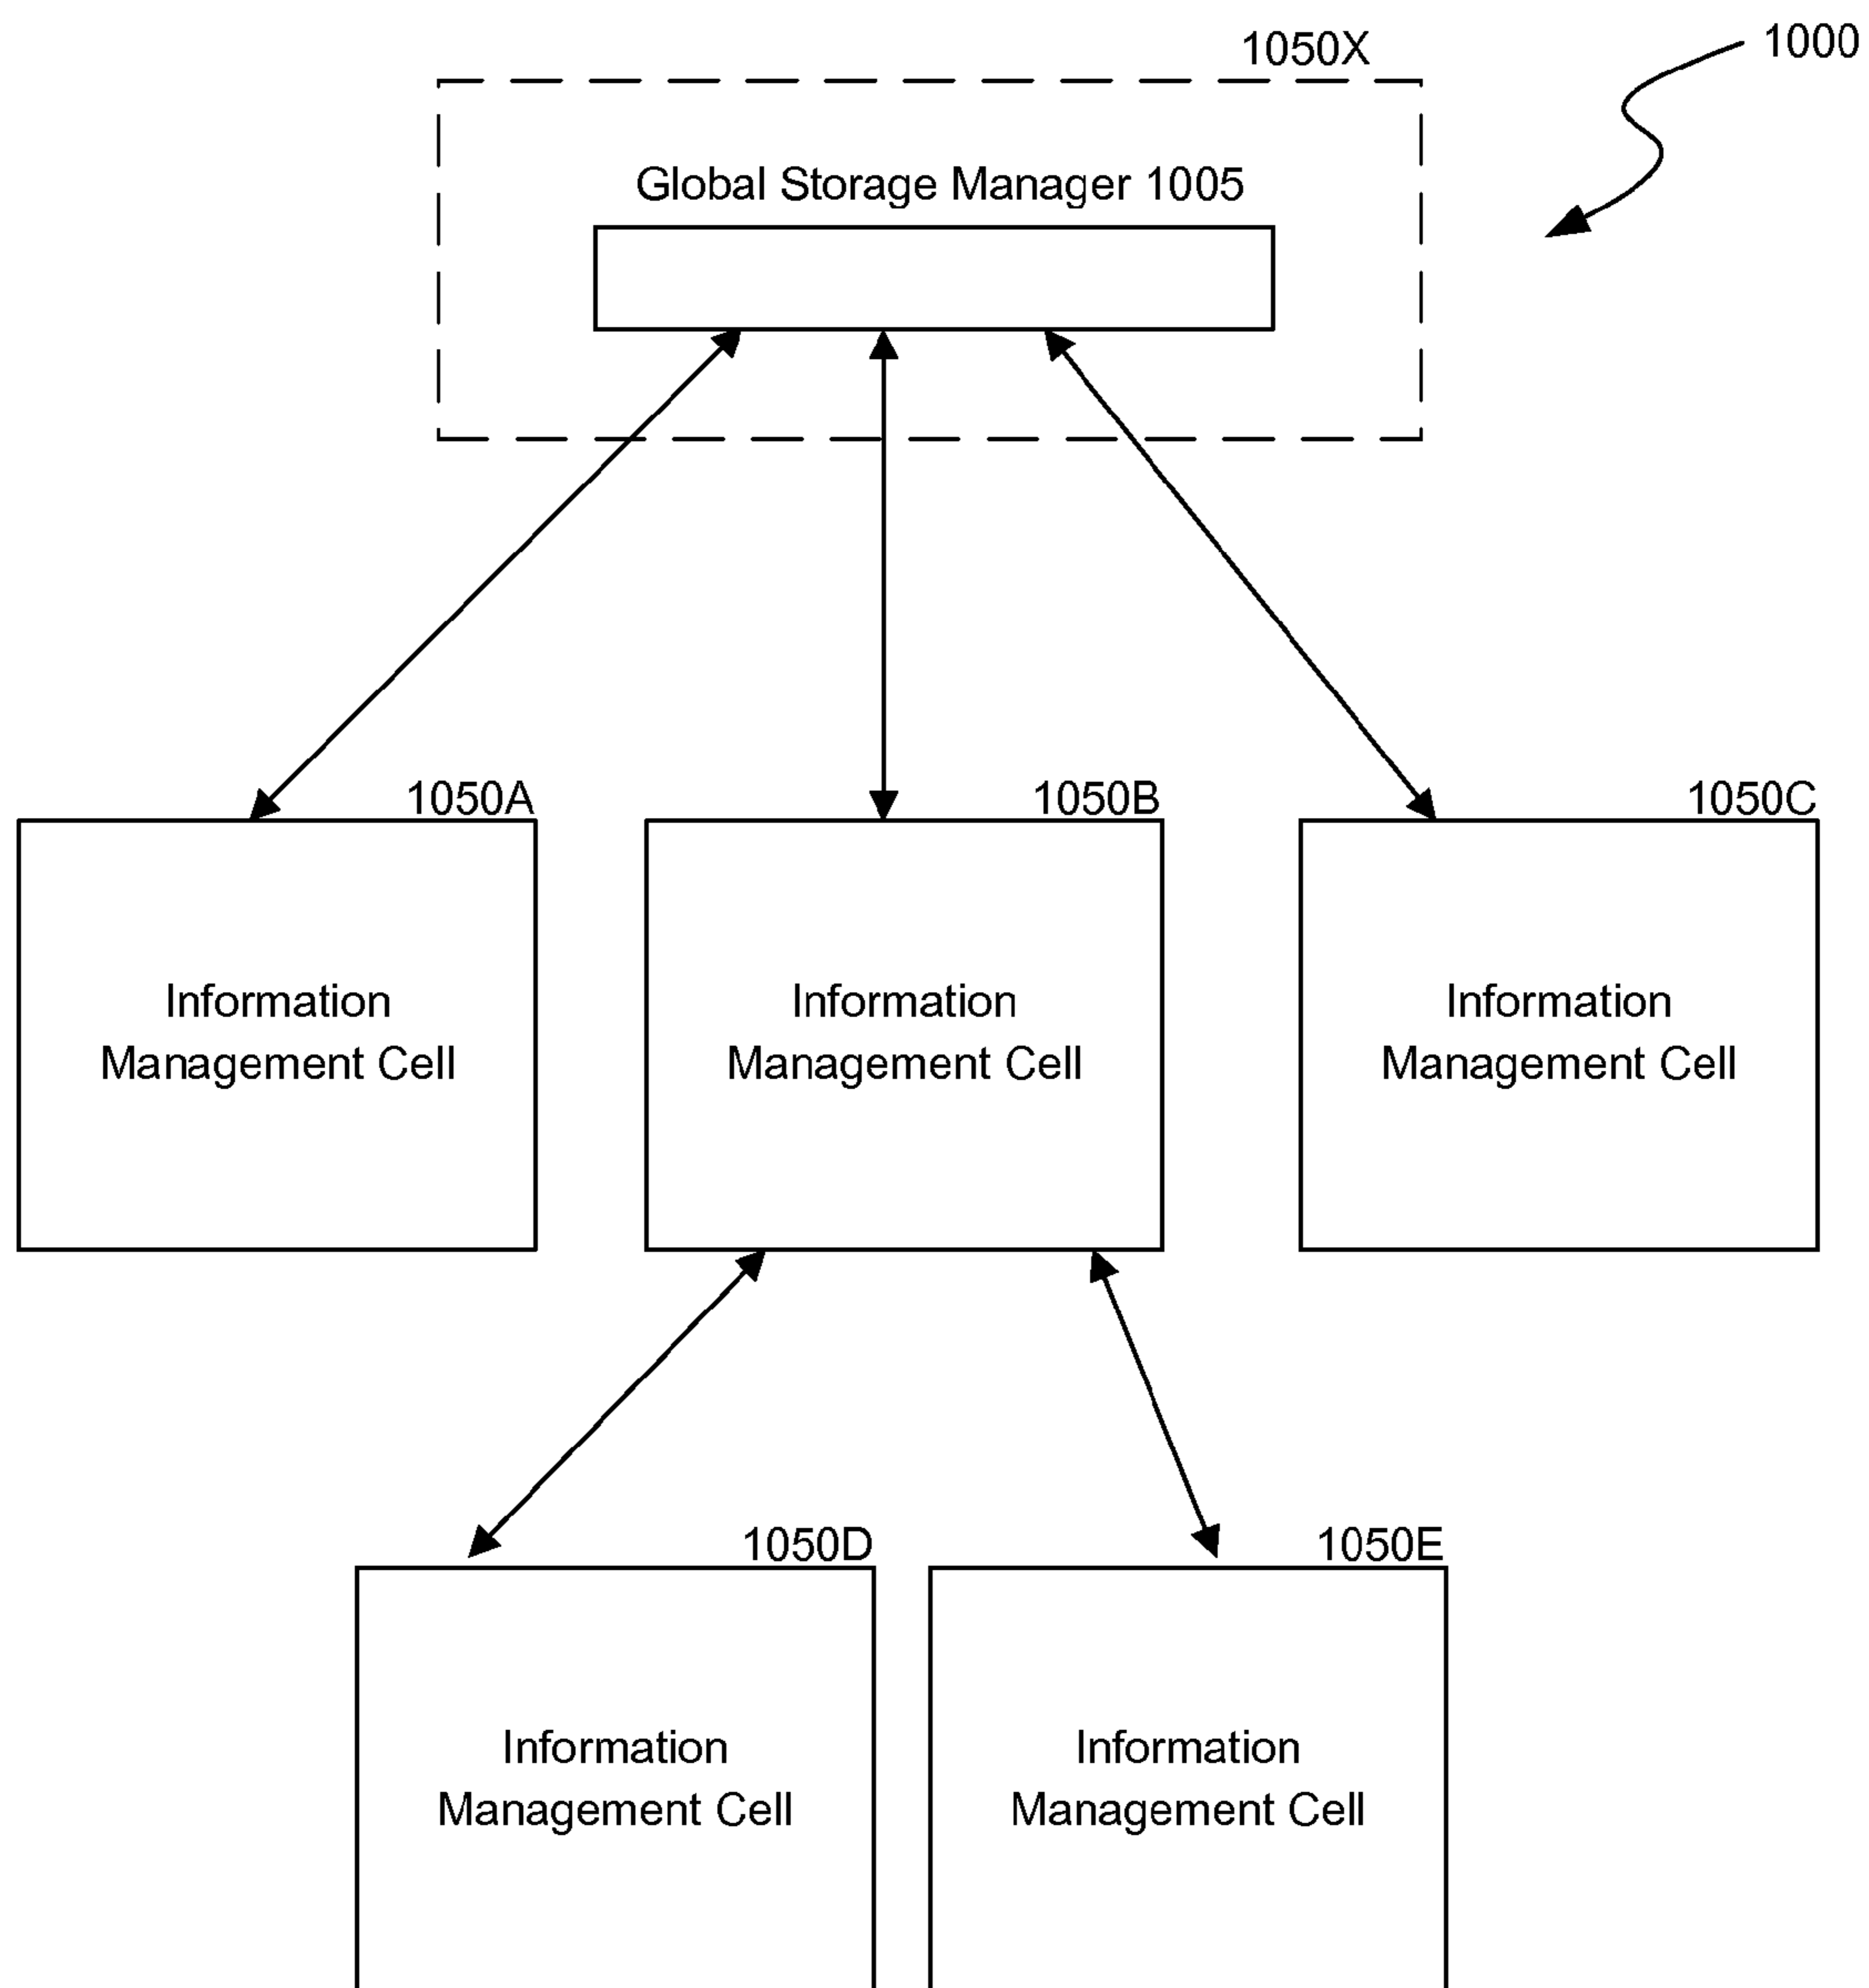 1000
1050X
Global Storage Manager 1005
1050A
1050B
1050C
Information
Management Cell
Information
Management Cell
Information
Management Cell
1050D
1050E
Information
Management Cell
Information
Management Cell